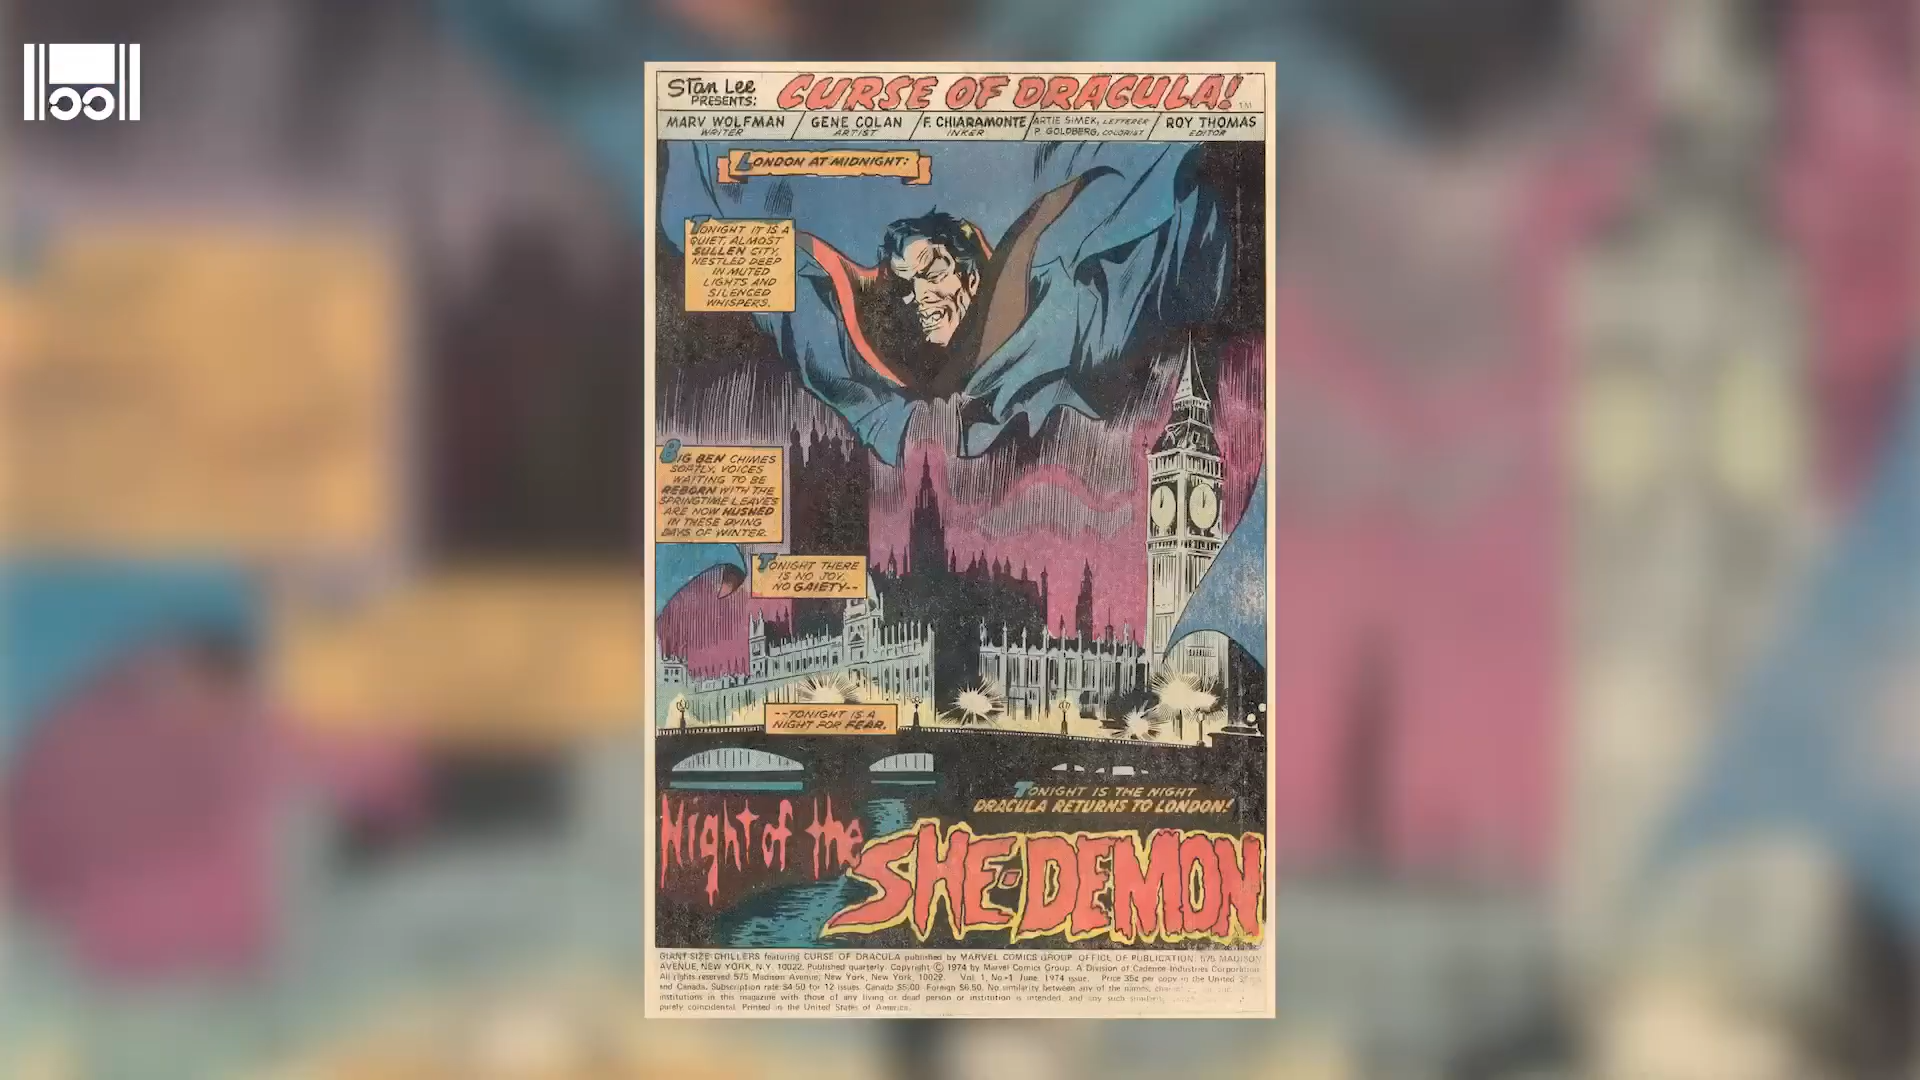 Stan Lee
PRESENTS:
CURSE OF DRACULA!
TM
MARV WOLFMAN
WRITER
GENE COLAN
ARTIST
F. CHIARAMONTE
INKER
ARTIE SIMEK, LETTERER
P. GOLDBERG, COLORIST
ROY THOMAS
EDITOR
LONDON AT MIDNIGHT:
TONIGHT IT IS A
QUIET, ALMOST
SULLEN CITY,
NESTLED DEEP
IN MUTED
LIGHTS AND
SILENCED
WHISPERS.
BIG BEN CHIMES
SOFTLY. VOICES
WAITING TO BE
REBORN WITH THE
SPRINGTIME LEAVES
ARE NOW HUSHED
IN THESE DYING
DAYS OF WINTER.
TONIGHT THERE
IS NO JOY,
NO GAIETY--
--TONIGHT IS A
NIGHT FOR FEAR.
TONIGHT IS THE NIGHT
DRACULA RETURNS TO LONDON!
Night of the
SHE-DEMON
GIANT-SIZE CHILLERS featuring CURSE OF DRACULA published by MARVEL COMICS GROUP. OFFICE OF PUBLICATION: 575 MADISON
AVENUE, NEW YORK, N.Y. 10022. Published quarterly. Copyright © 1974 by Marvel Comics Group. A Division of Cadence Industries Corporation.
All rights reserved 575 Madison Avenue, New York, New York, 10022. Vol. 1, No. 1 June, 1974 issue. Price 35¢ per copy in the United
and Canada. Subscription rate $4.50 for 12 issues. Canada $5.00 Foreign $6.50. No similarity between any of the names,
institutions in this magazine with those of any living or dead person or institution is intended, and any such
purely coincidental. Printed in the United States of America.